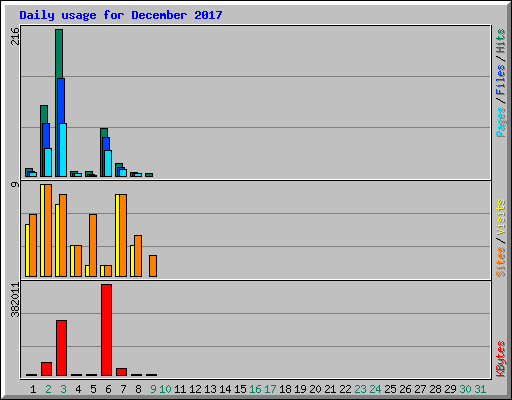 Daily usage for December 2017
216
Pages / Files / Hits
9
Sites / Visits
382011
KBytes
1 2 3 4 5 6 7 8 9 10 11 12 13 14 15 16 17 18 19 20 21 22 23 24 25 26 27 28 29 30 31